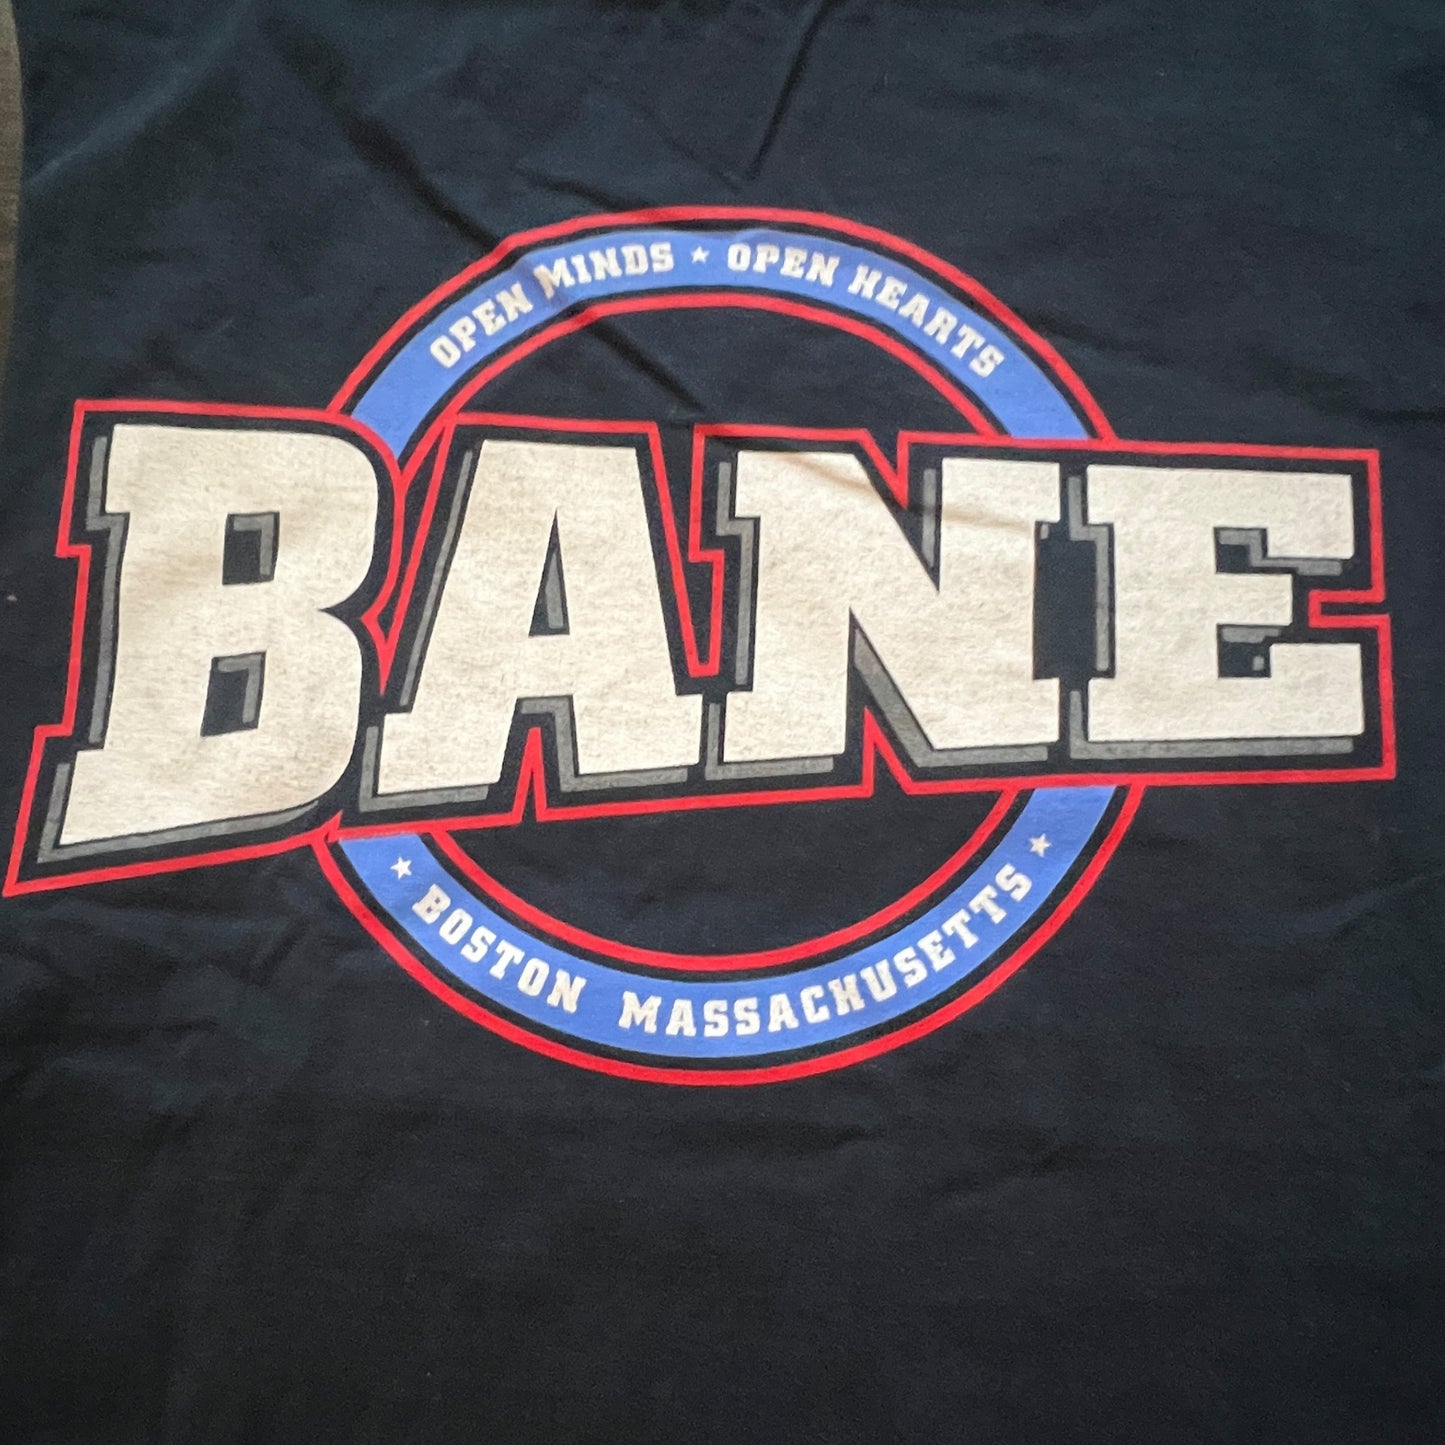 OPEN MINDS ★ OPEN HEARTS
BANE
★ BOSTON MASSACHUSETTS ★